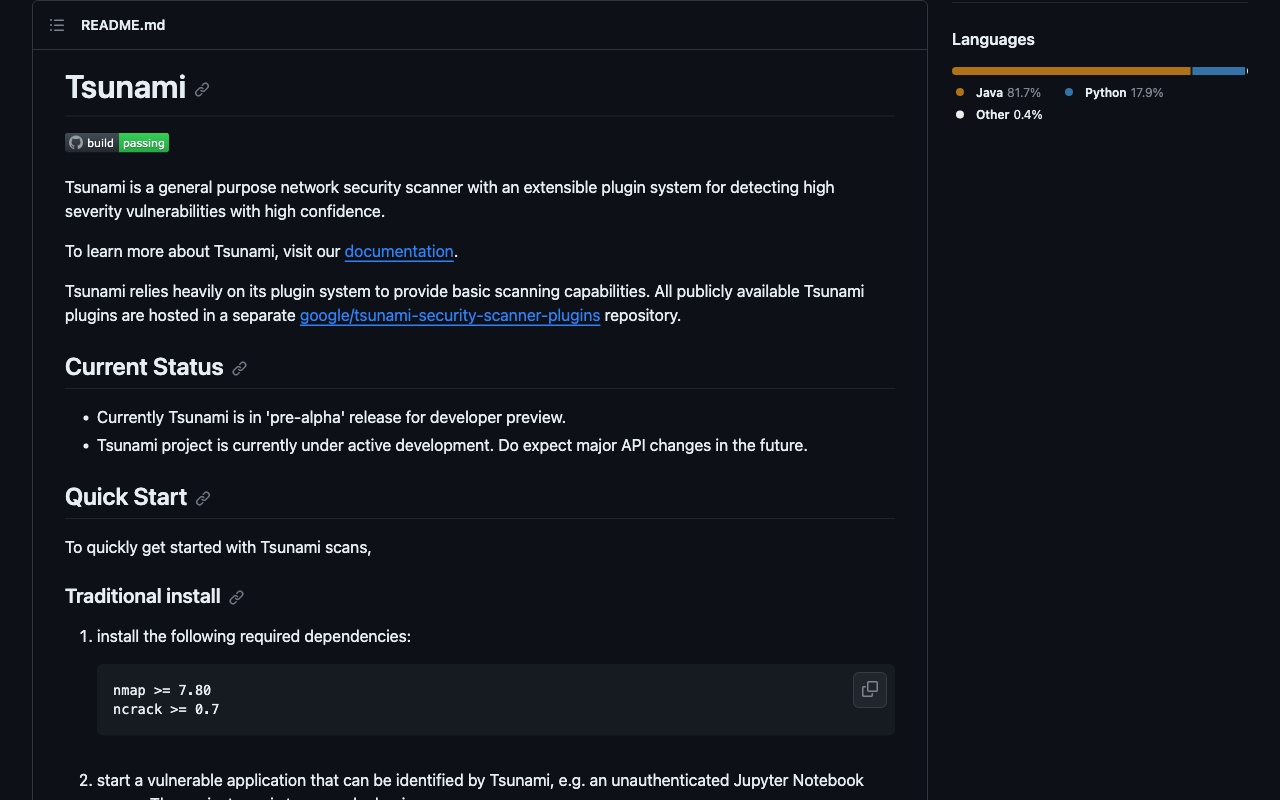 README.md
Tsunami
build passing
Tsunami is a general purpose network security scanner with an extensible plugin system for detecting high
severity vulnerabilities with high confidence.
To learn more about Tsunami, visit our documentation.
Tsunami relies heavily on its plugin system to provide basic scanning capabilities. All publicly available Tsunami
plugins are hosted in a separate google/tsunami-security-scanner-plugins repository.
Current Status
• Currently Tsunami is in 'pre-alpha' release for developer preview.
• Tsunami project is currently under active development. Do expect major API changes in the future.
Quick Start
To quickly get started with Tsunami scans,
Traditional install
1. install the following required dependencies:
nmap >= 7.80
ncrack >= 0.7
2. start a vulnerable application that can be identified by Tsunami, e.g. an unauthenticated Jupyter Notebook
Languages
Java 81.7% Python 17.9%
Other 0.4%